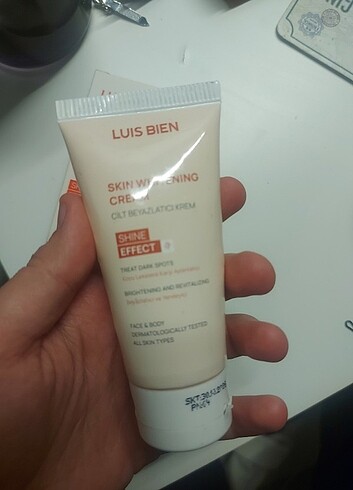 LUIS BIEN
SKIN WHITENING
CREAM
CİLT BEYAZLATICI KREM
SHINE
EFFECT
TREAT DARK SPOTS
BRIGHTENING AND REVITALIZING
FACE & BODY
DERMATOLOGICALLY TESTED
ALL SKIN TYPES